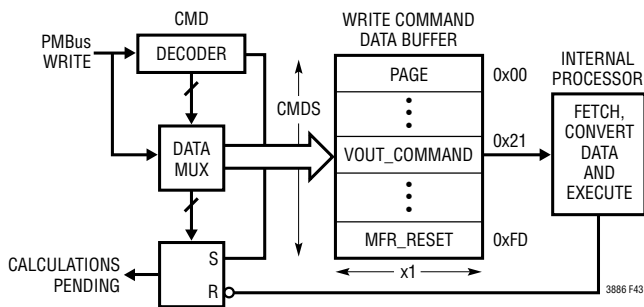 CMD
PMBus
WRITE
DECODER
DATA
MUX
S
R
CALCULATIONS
PENDING
CMDS
WRITE COMMAND
DATA BUFFER
PAGE
0x00
VOUT_COMMAND
0x21
MFR_RESET
0xFD
x1
INTERNAL
PROCESSOR
FETCH,
CONVERT
DATA
AND
EXECUTE
3886 F43